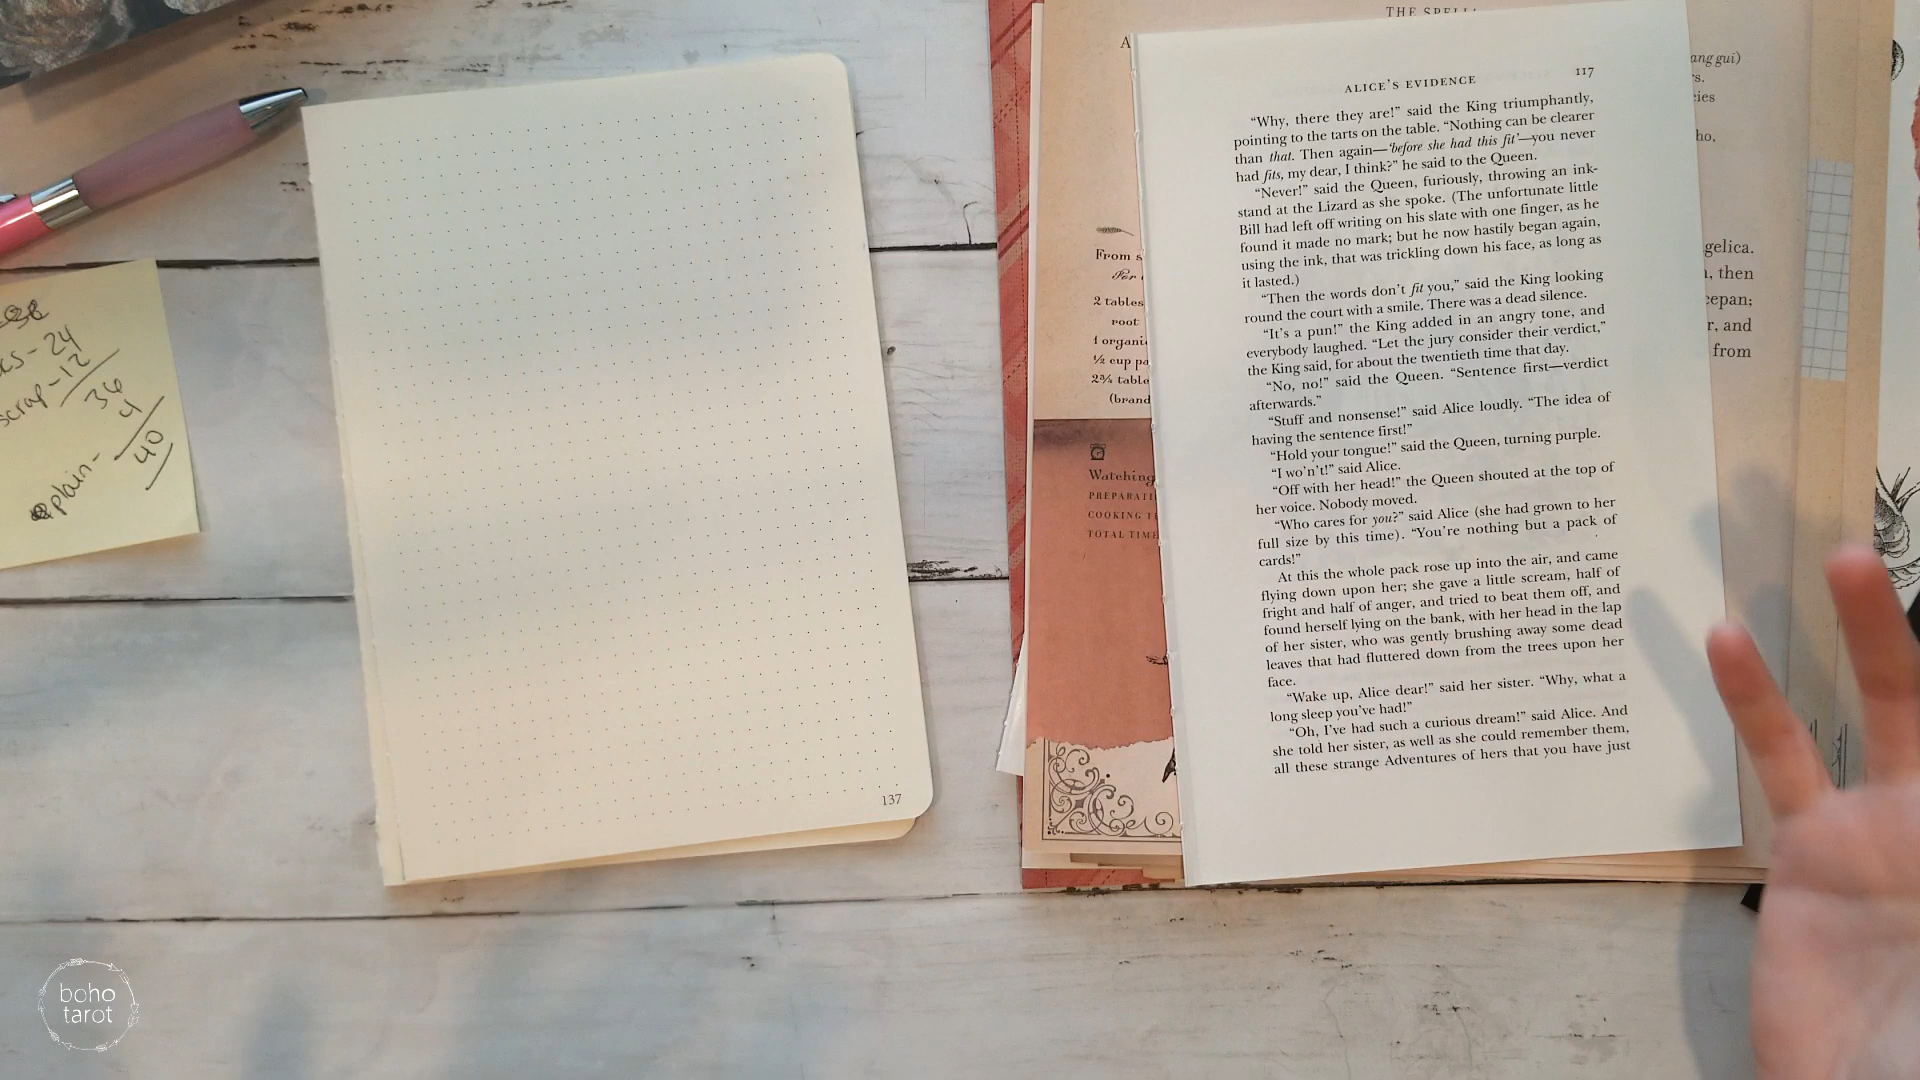 cs-24
scrap-12
36
4
40
plain-
137
THE SPELL
A
ang gui)
rs.
cies
ho,
From s
For
2 tables
root
1 organi
½ cup pa
2¾ table
(brand
gelica.
, then
cepan;
r, and
from
Watching
PREPARATI
COOKING T
TOTAL TIME
ALICE'S EVIDENCE 117
“Why, there they are!” said the King triumphantly,
pointing to the tarts on the table. “Nothing can be clearer
than that. Then again—‘before she had this fit’—you never
had fits, my dear, I think?” he said to the Queen.
“Never!” said the Queen, furiously, throwing an ink-
stand at the Lizard as she spoke. (The unfortunate little
Bill had left off writing on his slate with one finger, as he
found it made no mark; but he now hastily began again,
using the ink, that was trickling down his face, as long as
it lasted.)
“Then the words don’t fit you,” said the King looking
round the court with a smile. There was a dead silence.
“It’s a pun!” the King added in an angry tone, and
everybody laughed. “Let the jury consider their verdict,”
the King said, for about the twentieth time that day.
“No, no!” said the Queen. “Sentence first—verdict
afterwards.”
“Stuff and nonsense!” said Alice loudly. “The idea of
having the sentence first!”
“Hold your tongue!” said the Queen, turning purple.
“I wo’n’t!” said Alice.
“Off with her head!” the Queen shouted at the top of
her voice. Nobody moved.
“Who cares for you?” said Alice (she had grown to her
full size by this time). “You’re nothing but a pack of
cards!”
At this the whole pack rose up into the air, and came
flying down upon her; she gave a little scream, half of
fright and half of anger, and tried to beat them off, and
found herself lying on the bank, with her head in the lap
of her sister, who was gently brushing away some dead
leaves that had fluttered down from the trees upon her
face.
“Wake up, Alice dear!” said her sister. “Why, what a
long sleep you’ve had!”
“Oh, I’ve had such a curious dream!” said Alice. And
she told her sister, as well as she could remember them,
all these strange Adventures of hers that you have just
boho
tarot